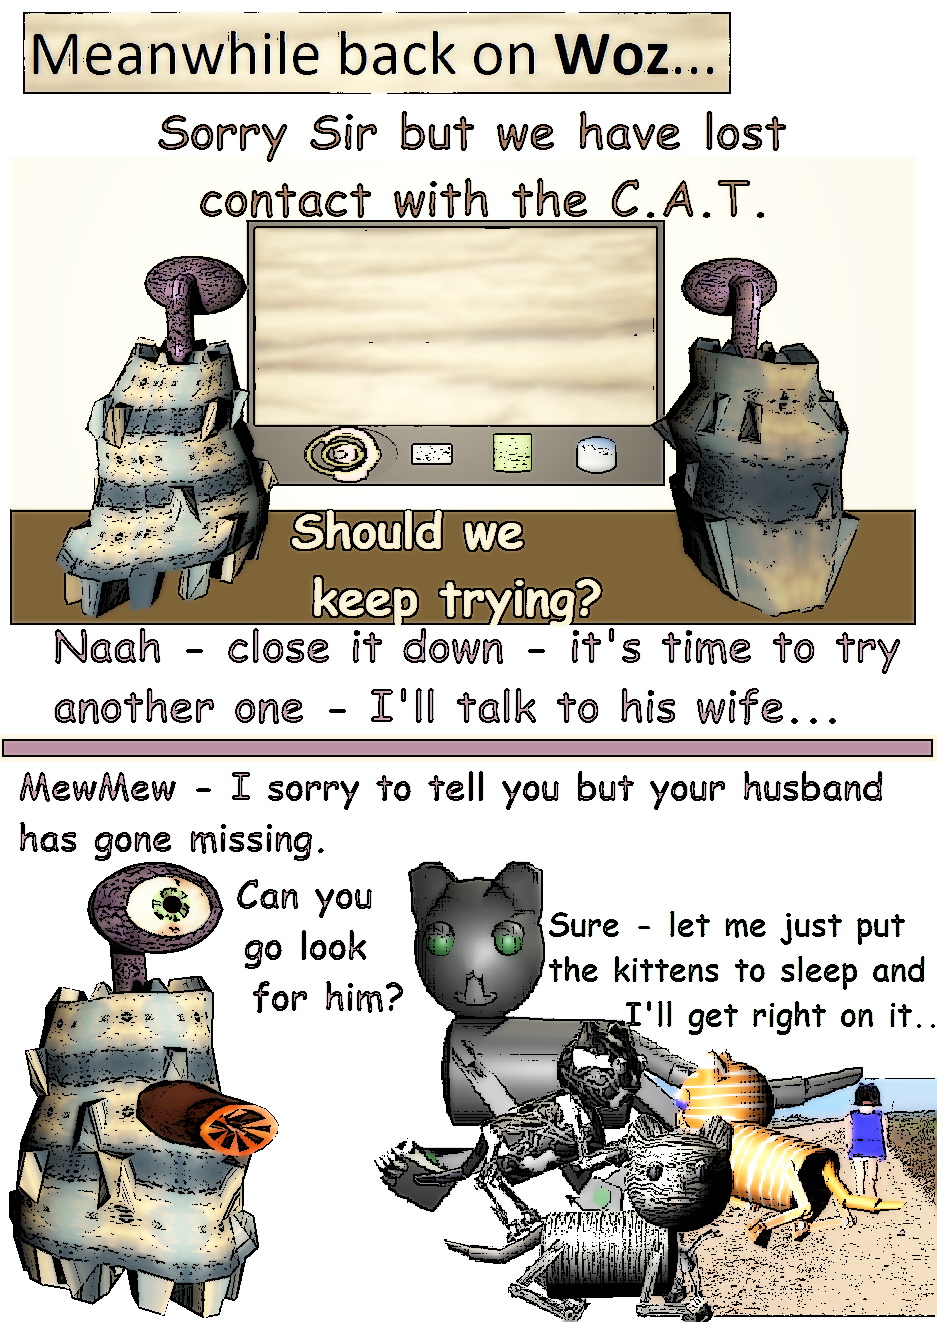 Meanwhile back on Woz...
Sorry Sir but we have lost
contact with the C.A.T.
Should we
keep trying?
Naah - close it down - it's time to try
another one - I'll talk to his wife...
MewMew - I sorry to tell you but your husband
has gone missing.
Can you
go look
for him?
Sure - let me just put
the kittens to sleep and
I'll get right on it..